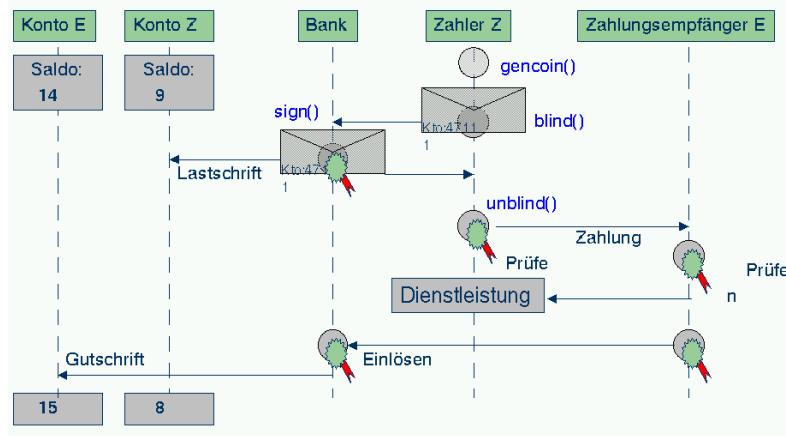 Konto E
Konto Z
Bank
Zahler Z
Zahlungsempfänger E
Saldo:
14
Saldo:
9
gencoin()
sign()
Kto:4711
1
blind()
Lastschrift
Kto:47
1
unblind()
Zahlung
Prüfe
Prüfe
n
Dienstleistung
Gutschrift
Einlösen
15
8